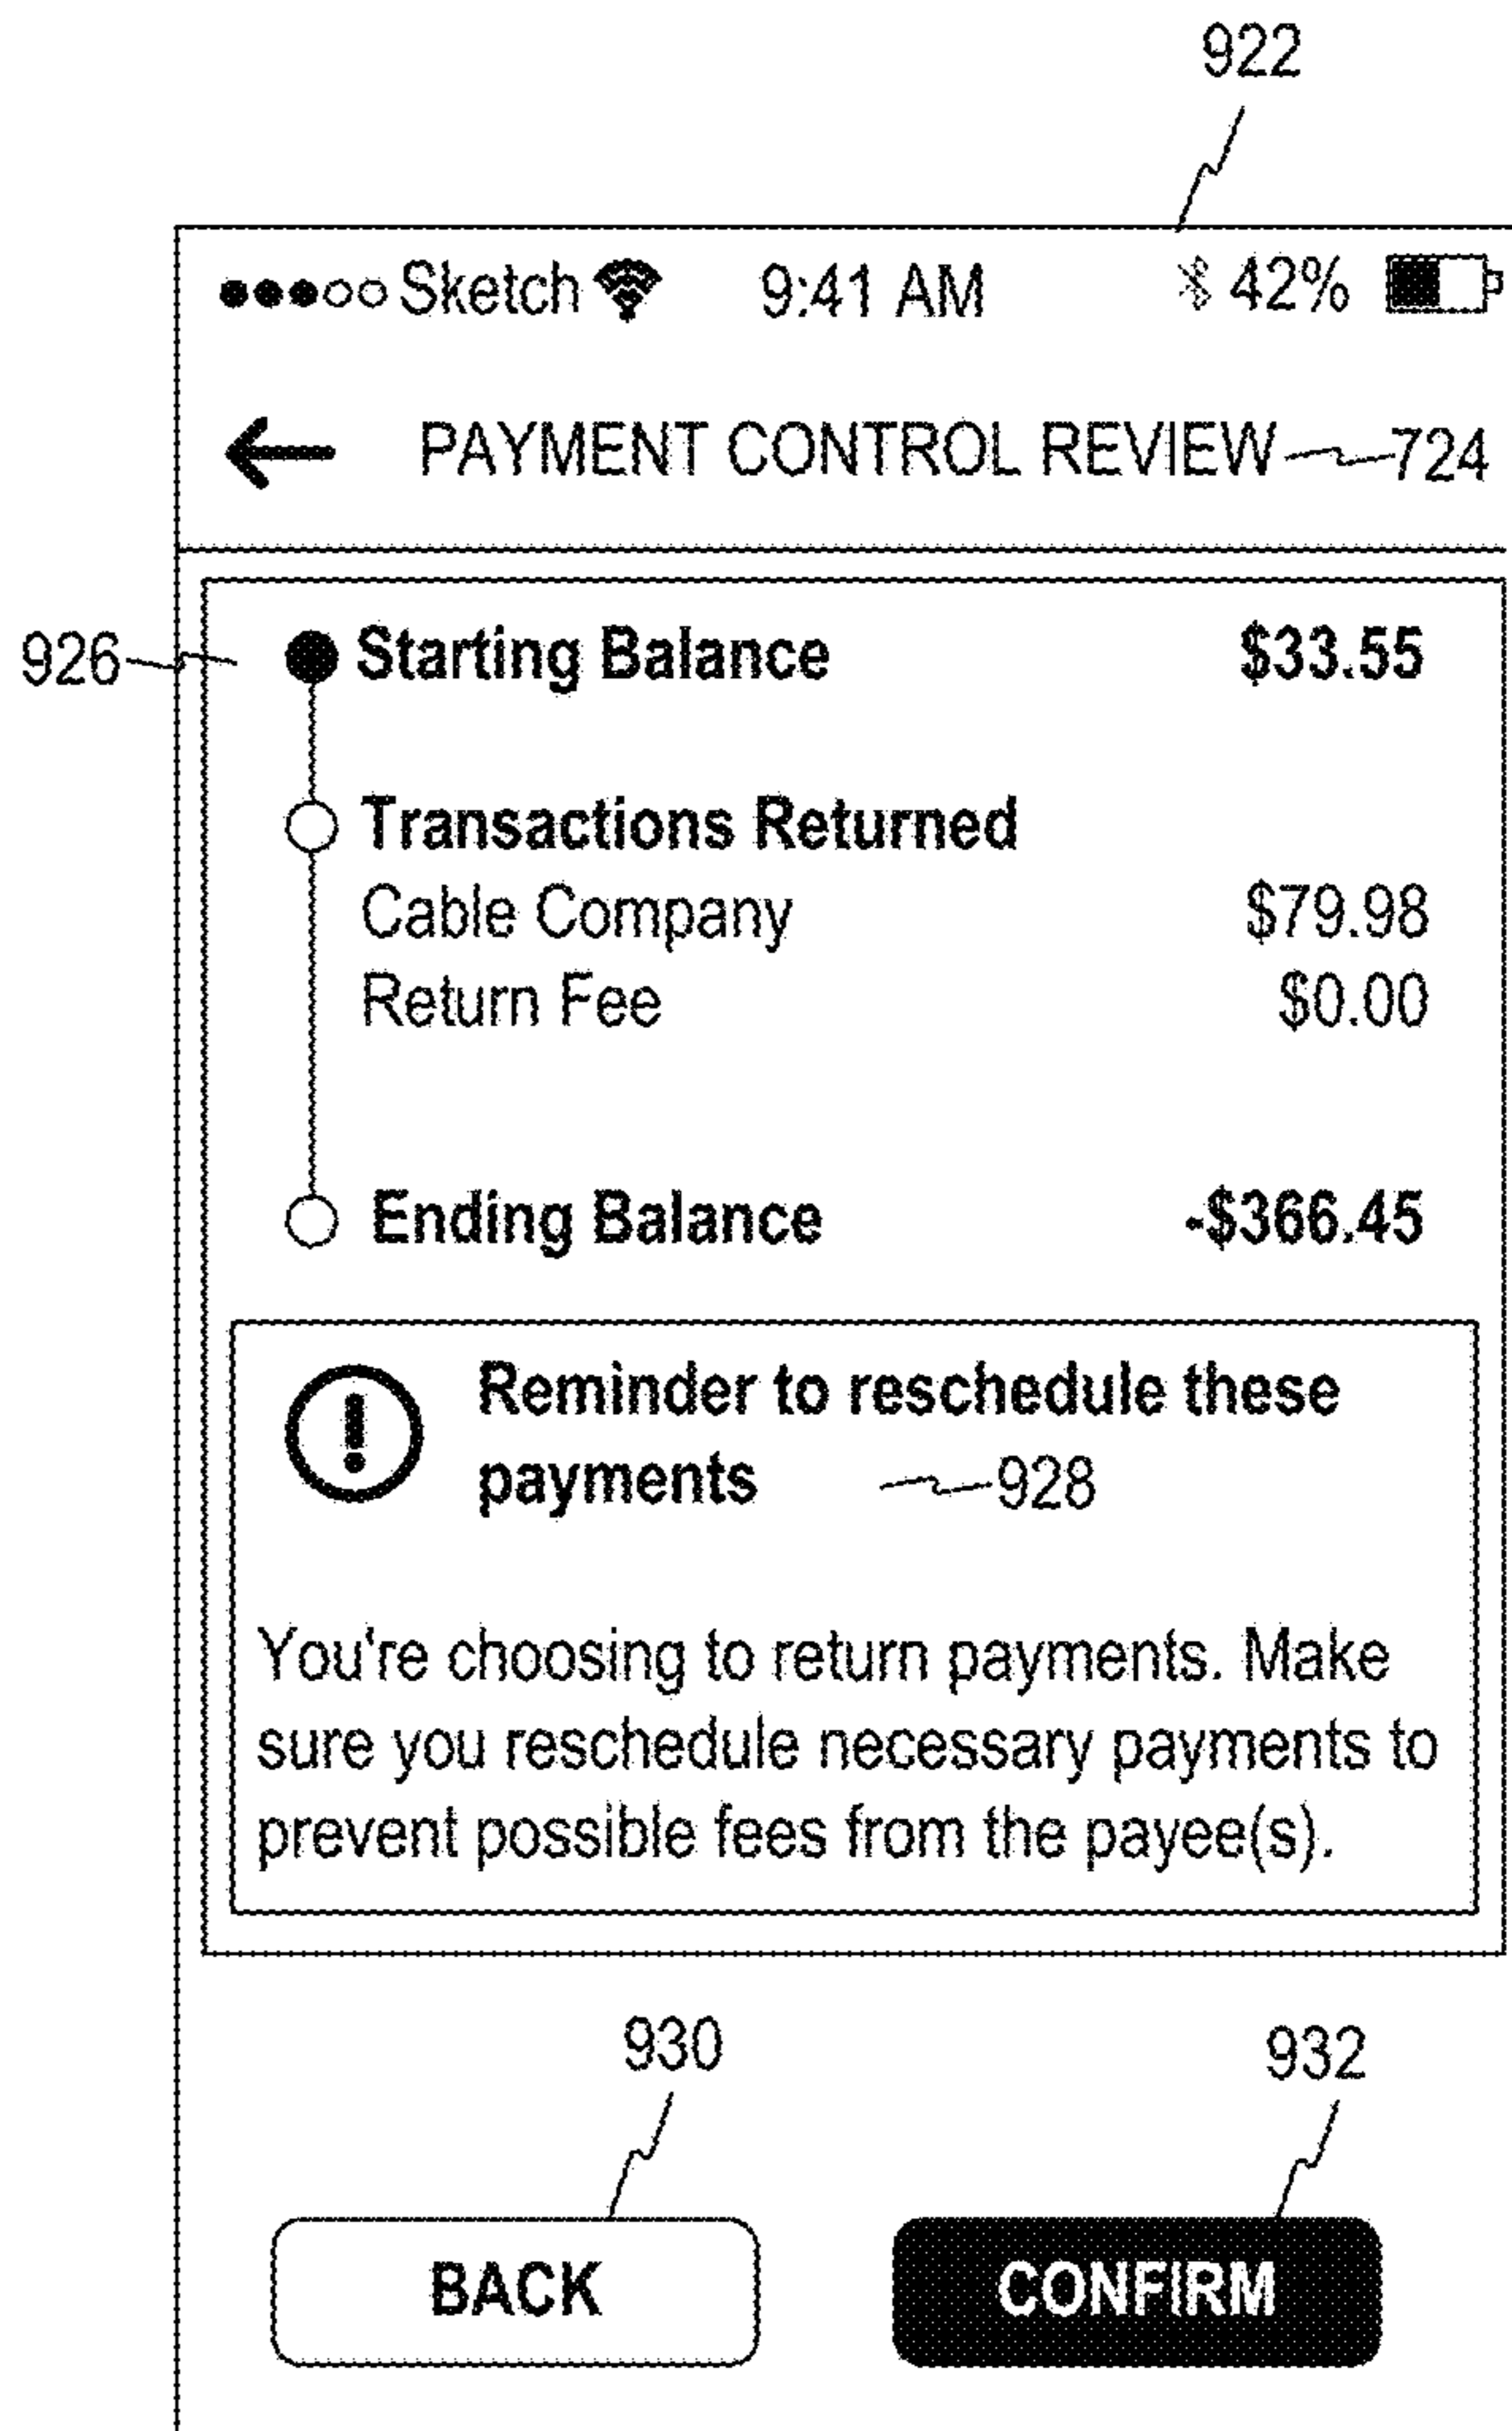 922
Sketch 9:41 AM 42%
PAYMENT CONTROL REVIEW 724
926 Starting Balance $33.55
Transactions Returned
Cable Company $79.98
Return Fee $0.00
Ending Balance -$366.45
Reminder to reschedule these
payments 928
You're choosing to return payments. Make
sure you reschedule necessary payments to
prevent possible fees from the payee(s).
930 932
BACK CONFIRM